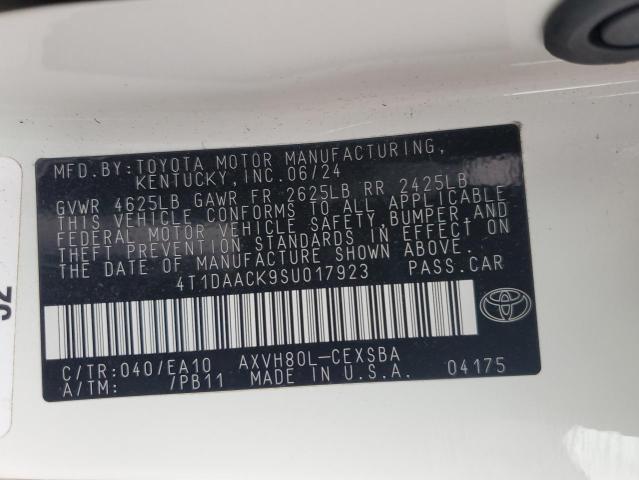 MFD.BY:TOYOTA MOTOR MANUFACTURING,
KENTUCKY,INC.06/24
GVWR 4625LB GAWR FR 2625LB RR 2425LB
THIS VEHICLE CONFORMS TO ALL APPLICABLE
FEDERAL MOTOR VEHICLE SAFETY,BUMPER,AND
THEFT PREVENTION STANDARDS IN EFFECT ON
THE DATE OF MANUFACTURE SHOWN ABOVE.
4T1DAACK9SU017923 PASS.CAR
C/TR:040/EA10 AXVH80L-CEXSBA
A/TM: /PB11 MADE IN U.S.A. 04175